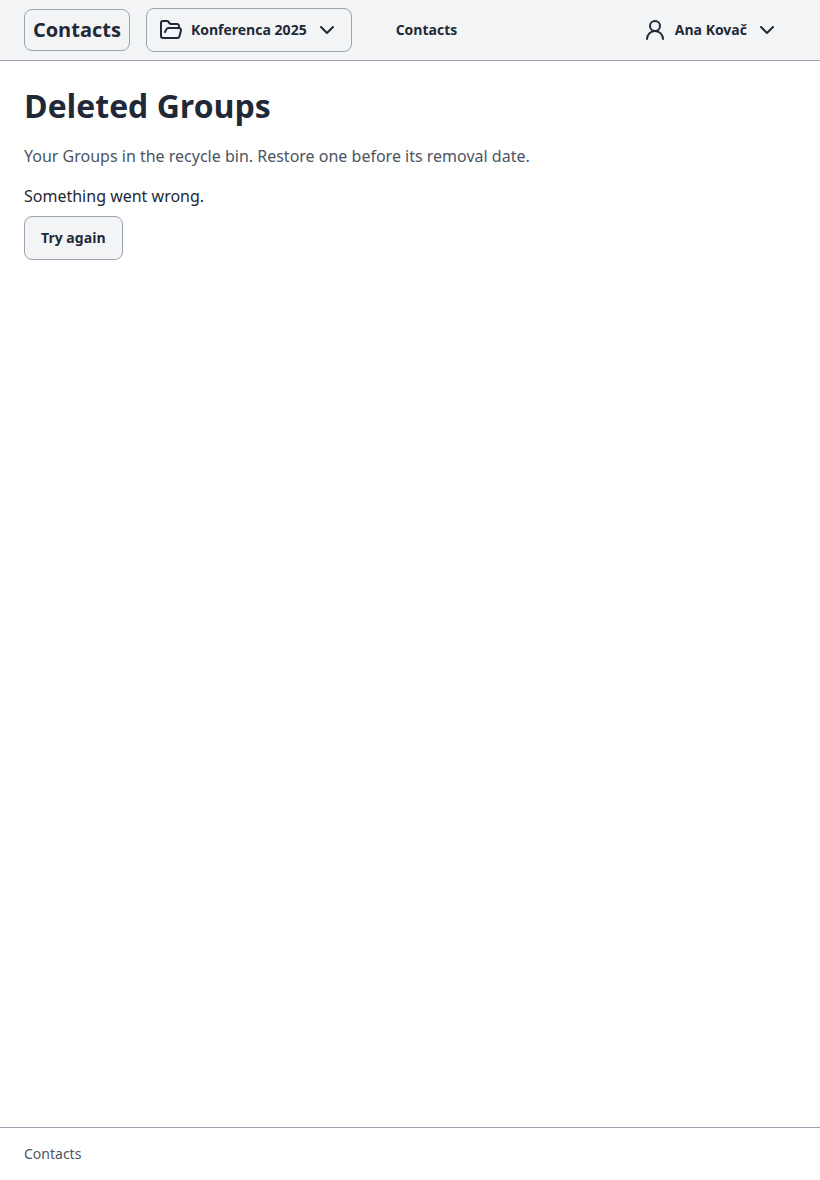 Contacts
Konferenca 2025
Contacts
Ana Kovač
Deleted Groups
Your Groups in the recycle bin. Restore one before its removal date.
Something went wrong.
Try again
Contacts